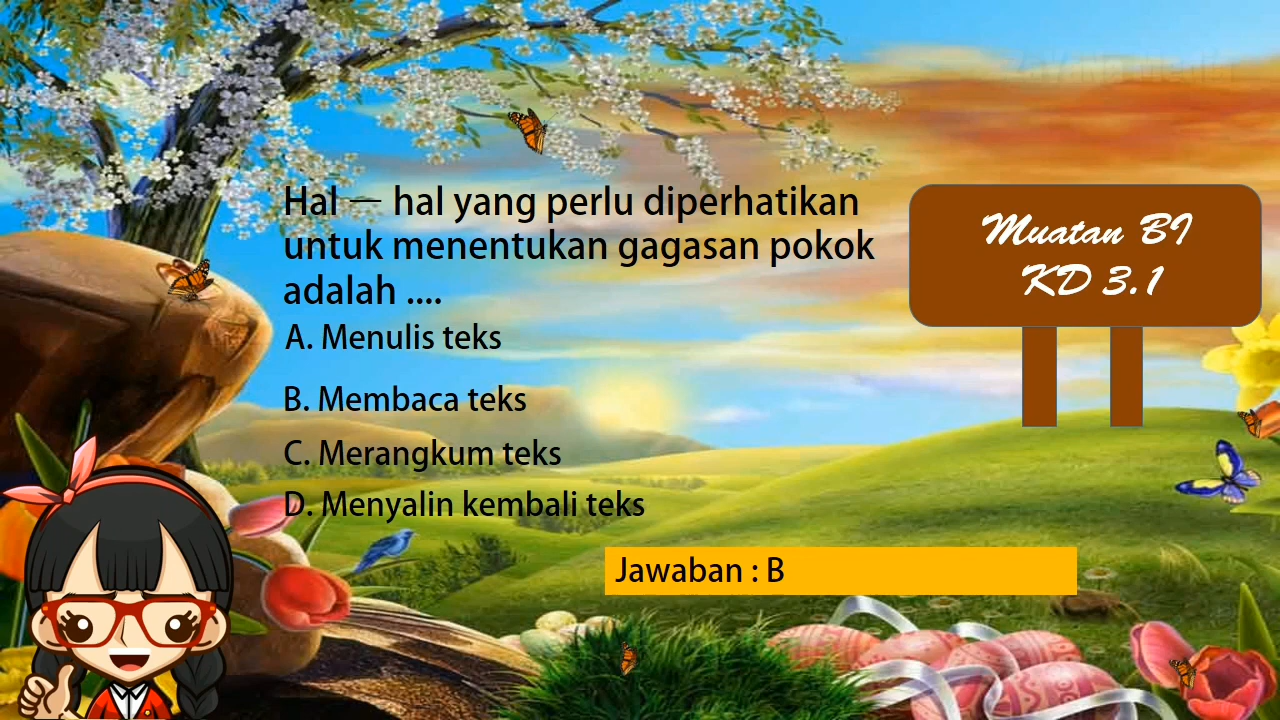 Hal — hal yang perlu diperhatikan
untuk menentukan gagasan pokok
adalah ....
A. Menulis teks
B. Membaca teks
C. Merangkum teks
D. Menyalin kembali teks
Jawaban : B
Muatan BI
KD 3.1